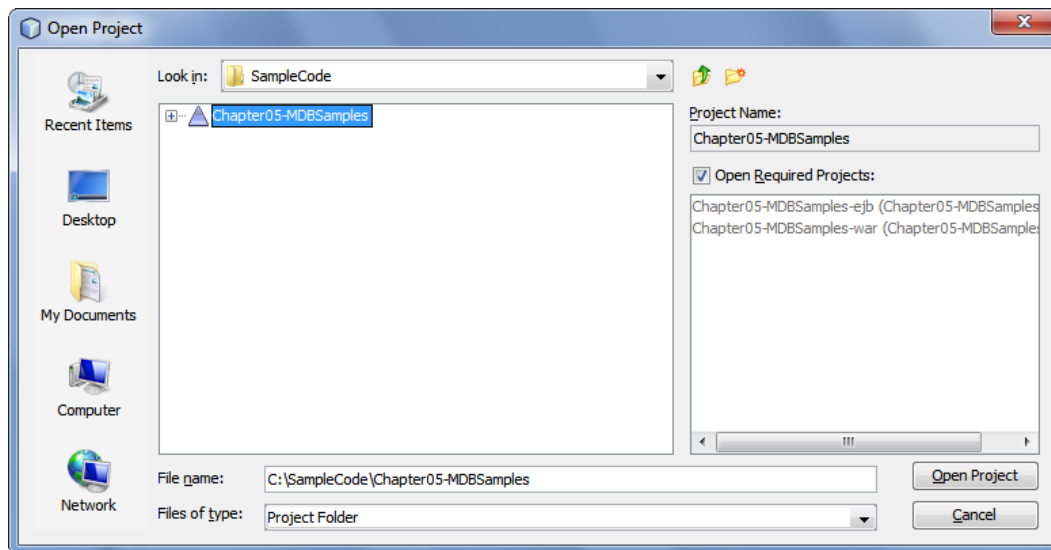 Open Project
Look in:
SampleCode
Recent Items
Desktop
My Documents
Computer
Network
Chapter05-MDBSamples
Project Name:
Chapter05-MDBSamples
Open Required Projects:
Chapter05-MDBSamples-ejb (Chapter05-MDBSamples
Chapter05-MDBSamples-war (Chapter05-MDBSamples
File name:
C:\SampleCode\Chapter05-MDBSamples
Open Project
Files of type:
Project Folder
Cancel